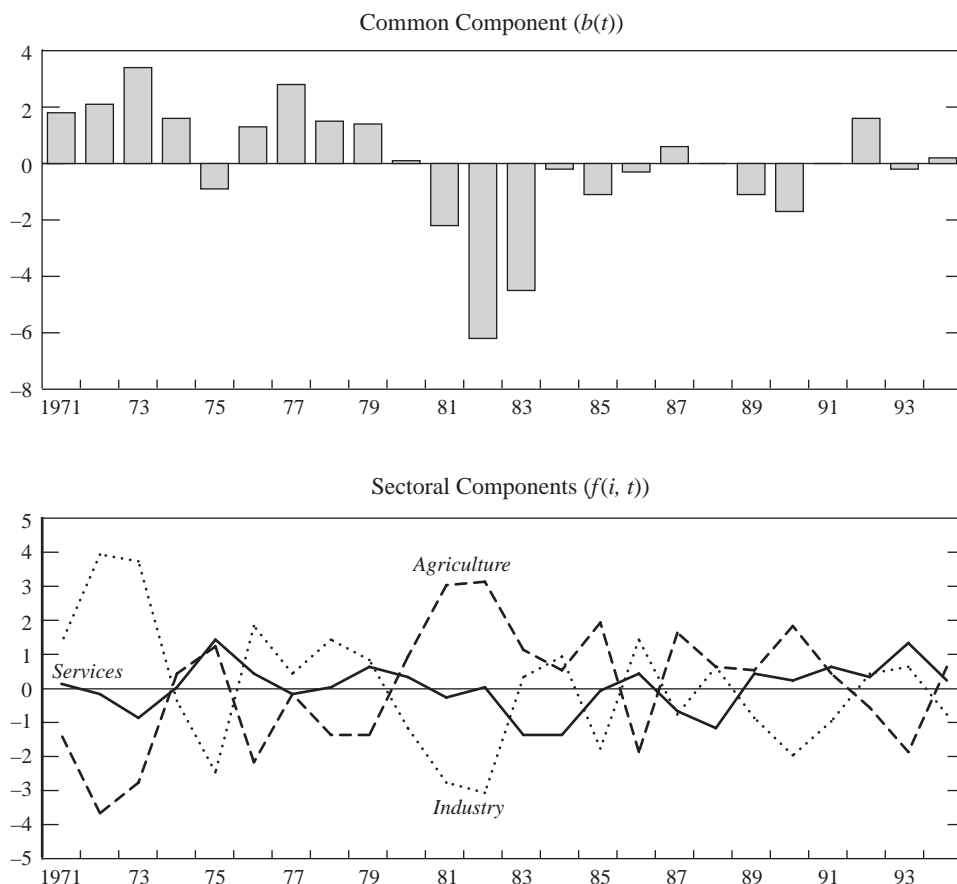 Common Component (b(t))
4
2
0
–2
–4
–6
–8
1971 73 75 77 79 81 83 85 87 89 91 93
Sectoral Components (f(i, t))
5
4
Agriculture
3
2
1
Services
0
–1
–2
–3
Industry
–4
–5
1971 73 75 77 79 81 83 85 87 89 91 93